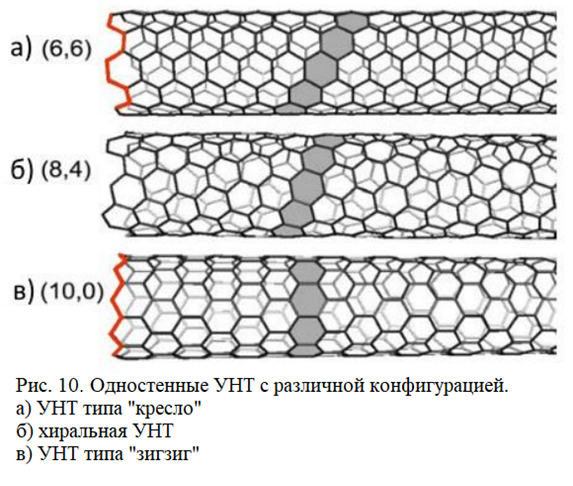 а) (6,6)
б) (8,4)
в) (10,0)
Рис. 10. Одностенные УНТ с различной конфигурацией.
а) УНТ типа "кресло"
б) хиральная УНТ
в) УНТ типа "зигзиг"